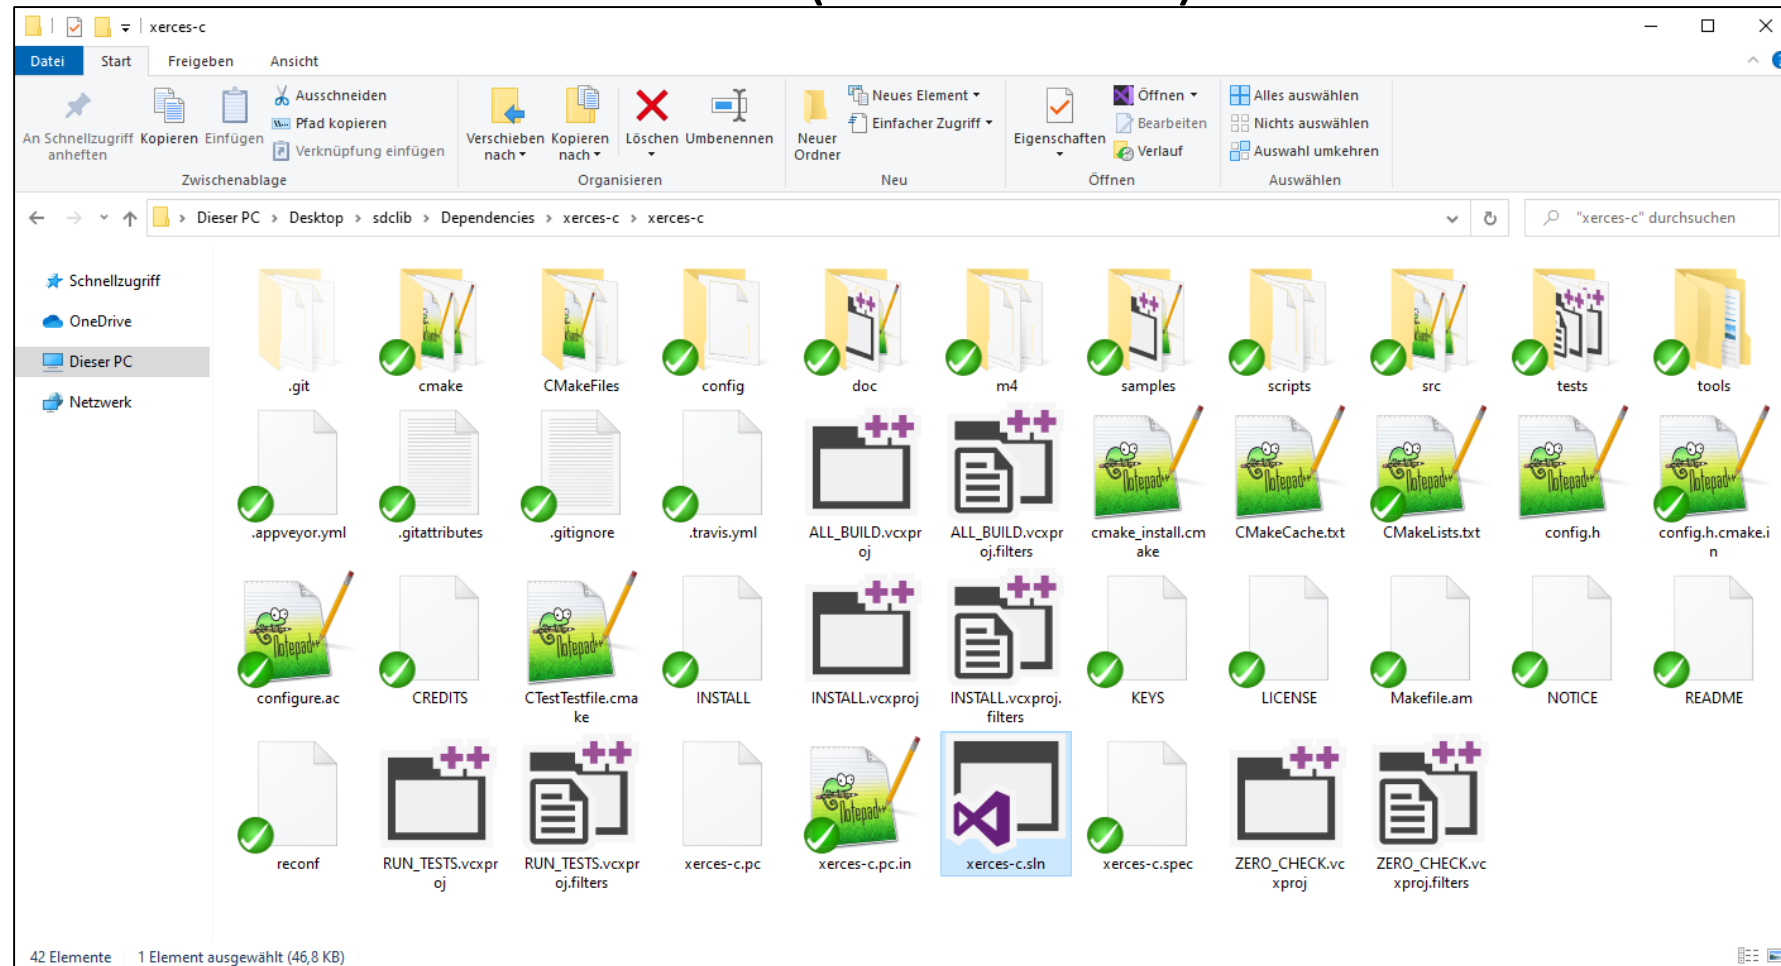 xerces-c
Datei Start Freigeben Ansicht
An Schnellzugriff
anheften
Kopieren
Einfügen
Ausschneiden
Pfad kopieren
Verknüpfung einfügen
Zwischenablage
Verschieben
nach
Kopieren
nach
Löschen
Umbenennen
Organisieren
Neuer
Ordner
Neues Element
Einfacher Zugriff
Neu
Eigenschaften
Öffnen
Bearbeiten
Verlauf
Öffnen
Alles auswählen
Nichts auswählen
Auswahl umkehren
Auswählen
Dieser PC > Desktop > sdclib > Dependencies > xerces-c > xerces-c
"xerces-c" durchsuchen
Schnellzugriff
OneDrive
Dieser PC
Netzwerk
.git
cmake
CMakeFiles
config
doc
m4
samples
scripts
src
tests
tools
.appveyor.yml
.gitattributes
.gitignore
.travis.yml
ALL_BUILD.vcxpr
oj
ALL_BUILD.vcxpr
oj.filters
cmake_install.cm
ake
CMakeCache.txt
CMakeLists.txt
config.h
config.h.cmake.i
n
configure.ac
CREDITS
CTestTestfile.cma
ke
INSTALL
INSTALL.vcxproj
INSTALL.vcxproj.
filters
KEYS
LICENSE
Makefile.am
NOTICE
README
reconf
RUN_TESTS.vcxpr
oj
RUN_TESTS.vcxpr
oj.filters
xerces-c.pc
xerces-c.pc.in
xerces-c.sln
xerces-c.spec
ZERO_CHECK.vc
xproj
ZERO_CHECK.vc
xproj.filters
42 Elemente 1 Element ausgewählt (46,8 KB)